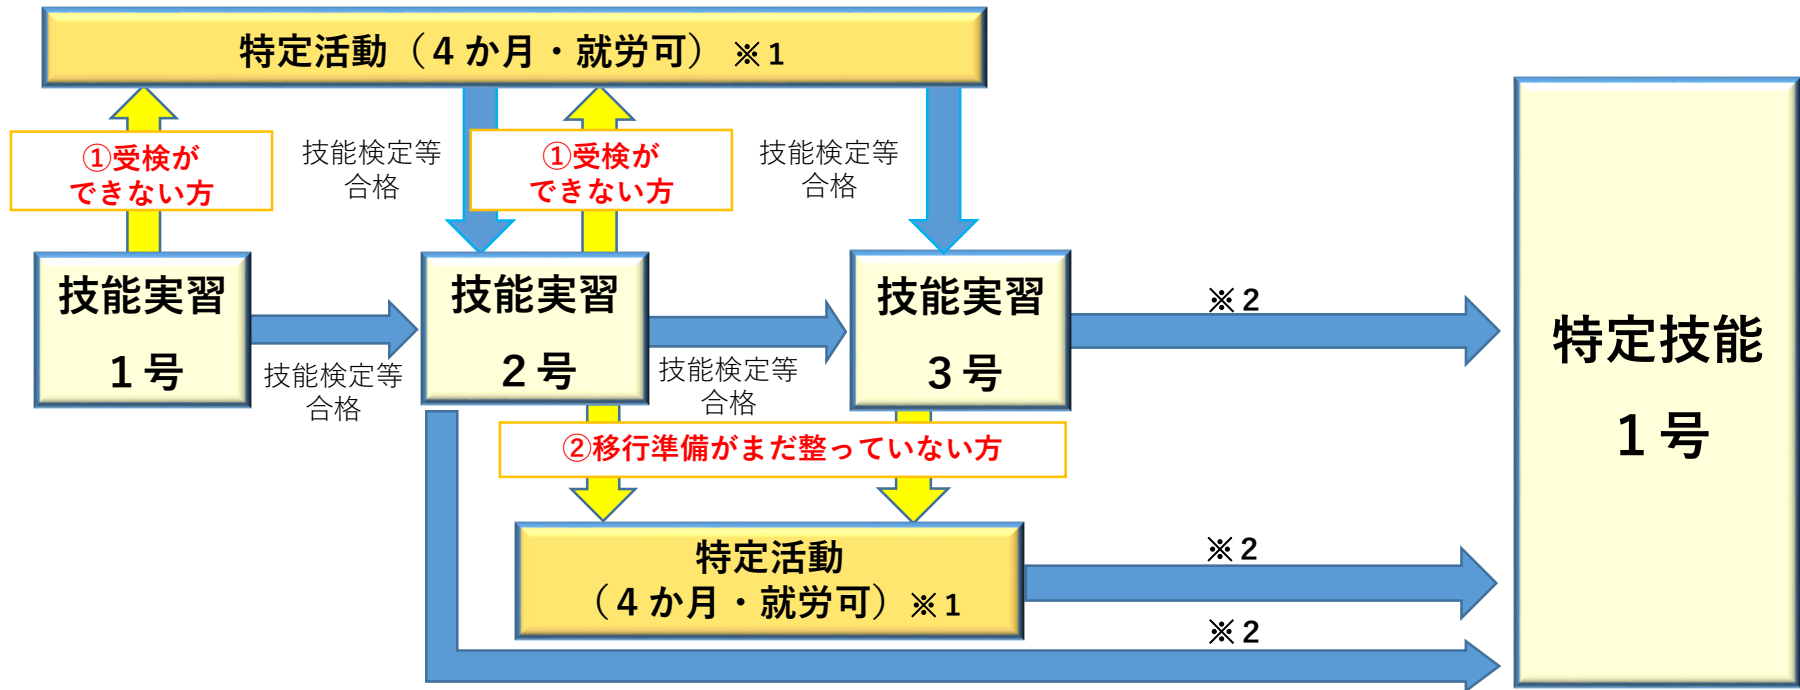 特定活動（４か月・就労可）※１
①受検が
できない方
技能検定等
合格
①受検が
できない方
技能検定等
合格
技能実習
１号
技能検定等
合格
技能実習
２号
技能検定等
合格
技能実習
３号
※２
特定技能
１号
②移行準備がまだ整っていない方
特定活動
（４か月・就労可）※１
※２
※２